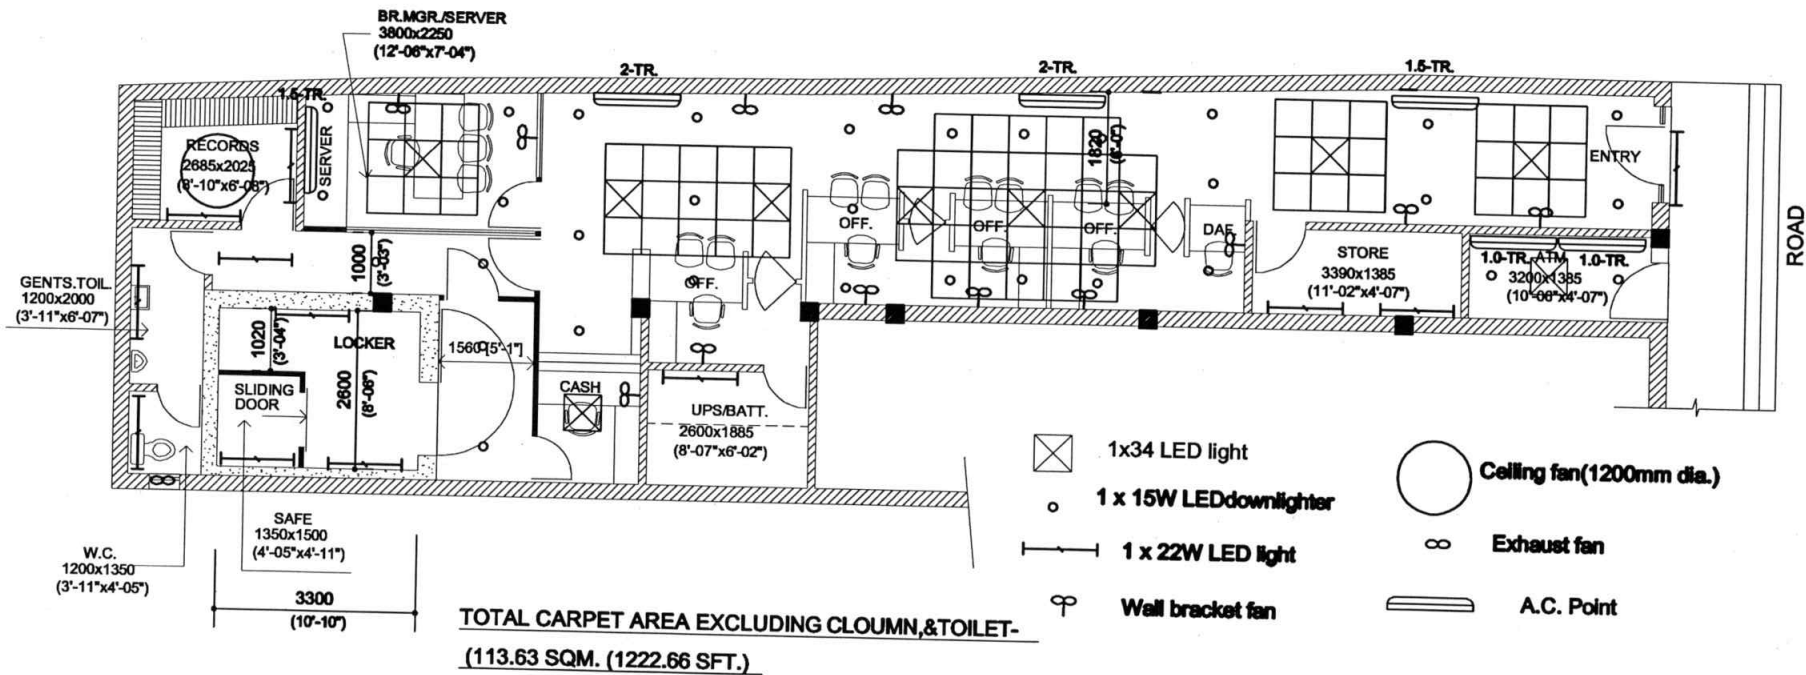 BR.MGR./SERVER
3800x2250
(12'-06"x7'-04")
2-TR.
2-TR.
1.5-TR.
1.5-TR.
RECORDS
2685x2025
(8'-10"x6'-08")
SERVER
1820
(6'-0")
ENTRY
ROAD
OFF.
OFF.
OFF.
DAF.
STORE
3390x1385
(11'-02"x4'-07")
1.0-TR.
ATM
1.0-TR.
3200x1385
(10'-06"x4'-07")
GENTS.TOIL.
1200x2000
(3'-11"x6'-07")
1000
(3'-03")
OFF.
1020
(3'-04")
LOCKER
1560 [5'-1"]
2600
(8'-06")
SLIDING
DOOR
CASH
UPS/BATT.
2600x1885
(8'-07"x6'-02")
SAFE
1350x1500
(4'-05"x4'-11")
W.C.
1200x1350
(3'-11"x4'-05")
3300
(10'-10")
1x34 LED light
1 x 15W LEDdownlighter
1 x 22W LED light
Wall bracket fan
Ceiling fan(1200mm dia.)
Exhaust fan
A.C. Point
TOTAL CARPET AREA EXCLUDING CLOUMN,&TOILET-
(113.63 SQM. (1222.66 SFT.)